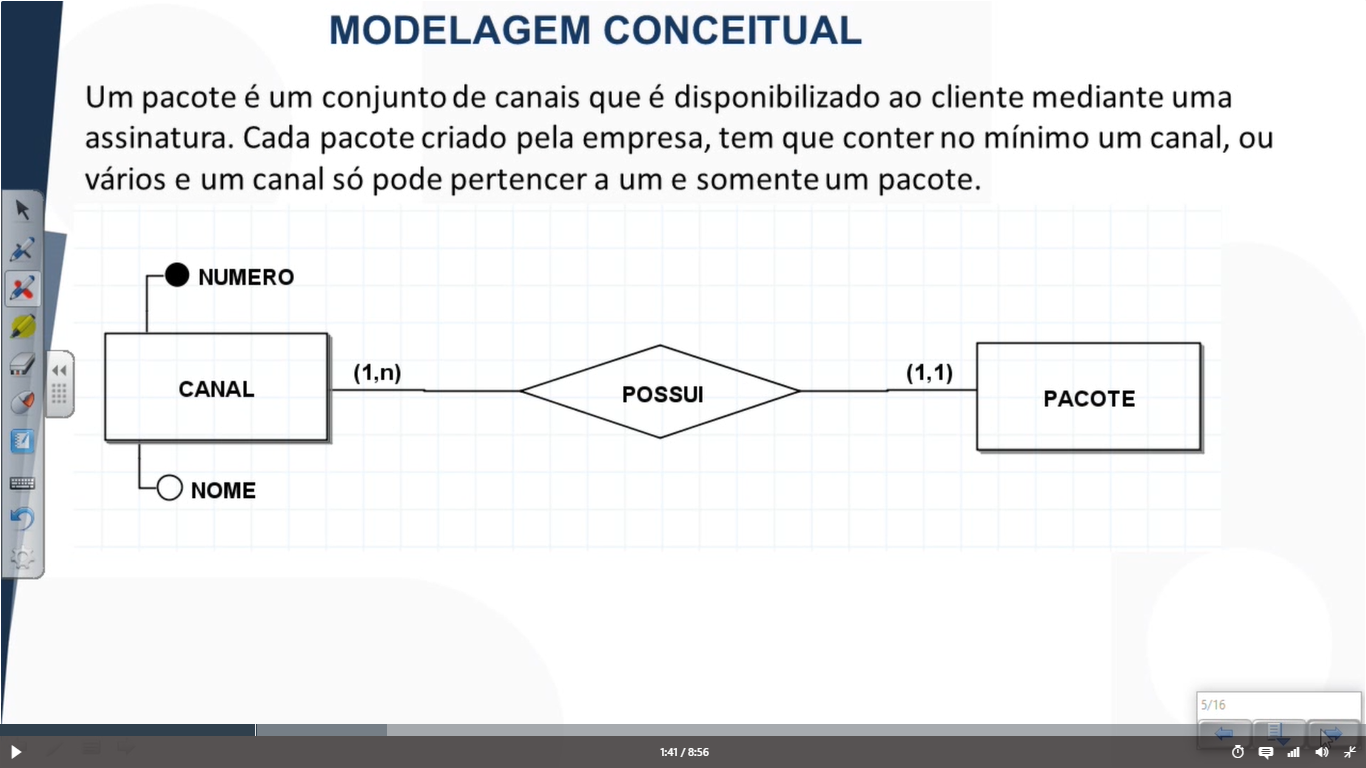 MODELAGEM CONCEITUAL
Um pacote é um conjunto de canais que é disponibilizado ao cliente mediante uma
assinatura. Cada pacote criado pela empresa, tem que conter no mínimo um canal, ou
vários e um canal só pode pertencer a um e somente um pacote.
NUMERO
CANAL
(1,n)
POSSUI
(1,1)
PACOTE
NOME
5/16
1:41 / 8:56